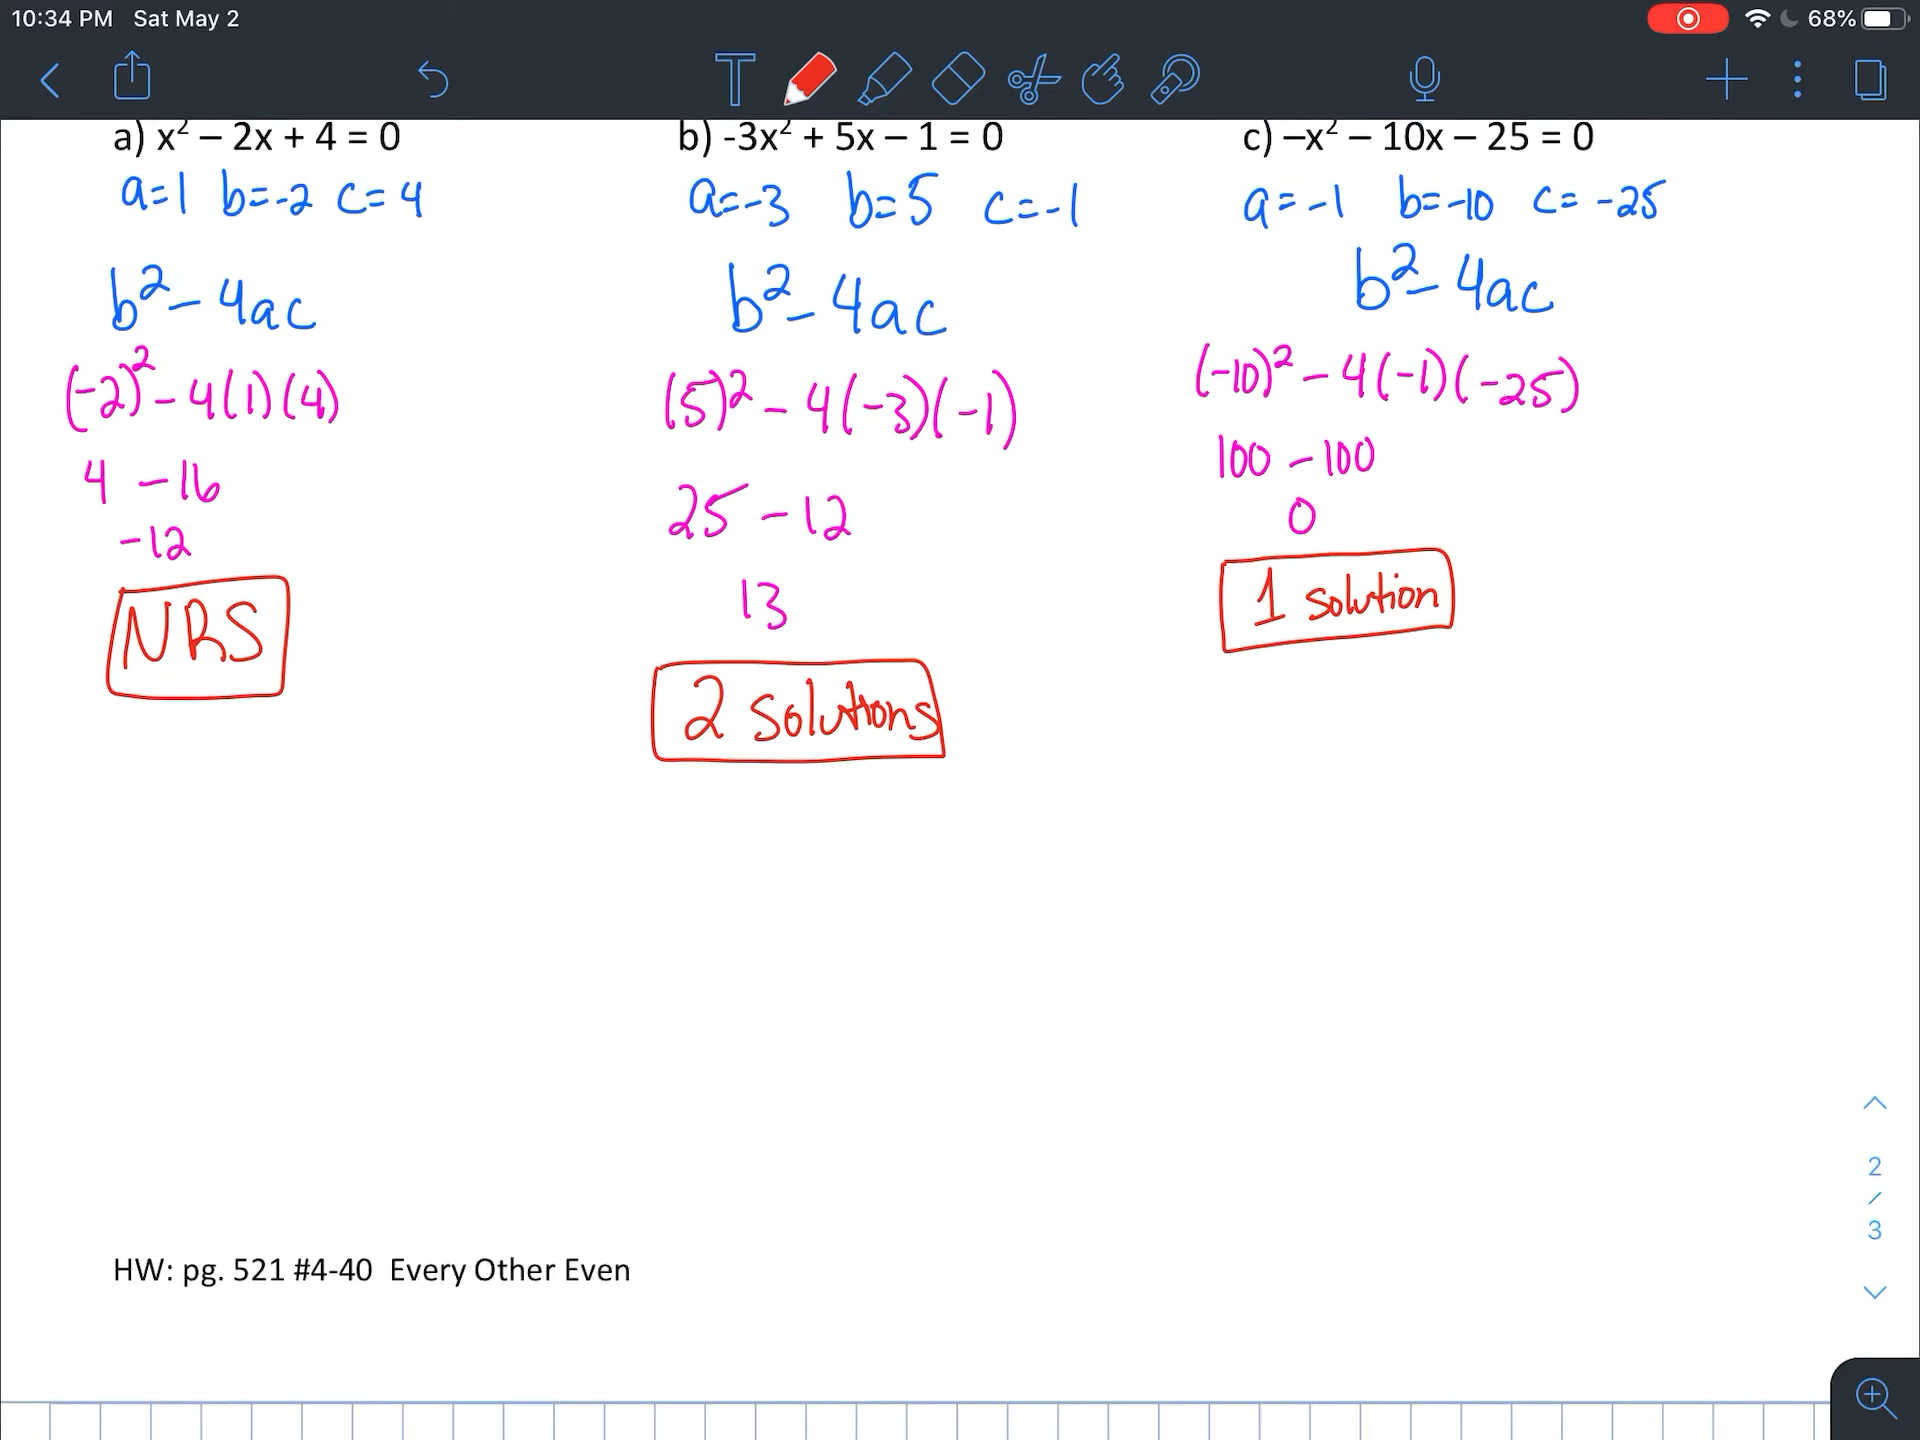 10:34 PM Sat May 2
68%
a) x² – 2x + 4 = 0
a=1 b=-2 c=4
b²-4ac
(-2)²-4(1)(4)
4 -16
-12
NRS
b) -3x² + 5x – 1 = 0
a=-3 b=5 c=-1
b²-4ac
(5)²-4(-3)(-1)
25-12
13
2 solutions
c) –x² – 10x – 25 = 0
a=-1 b=-10 c=-25
b²-4ac
(-10)²-4(-1)(-25)
100-100
0
1 solution
2
/
3
HW: pg. 521 #4-40 Every Other Even